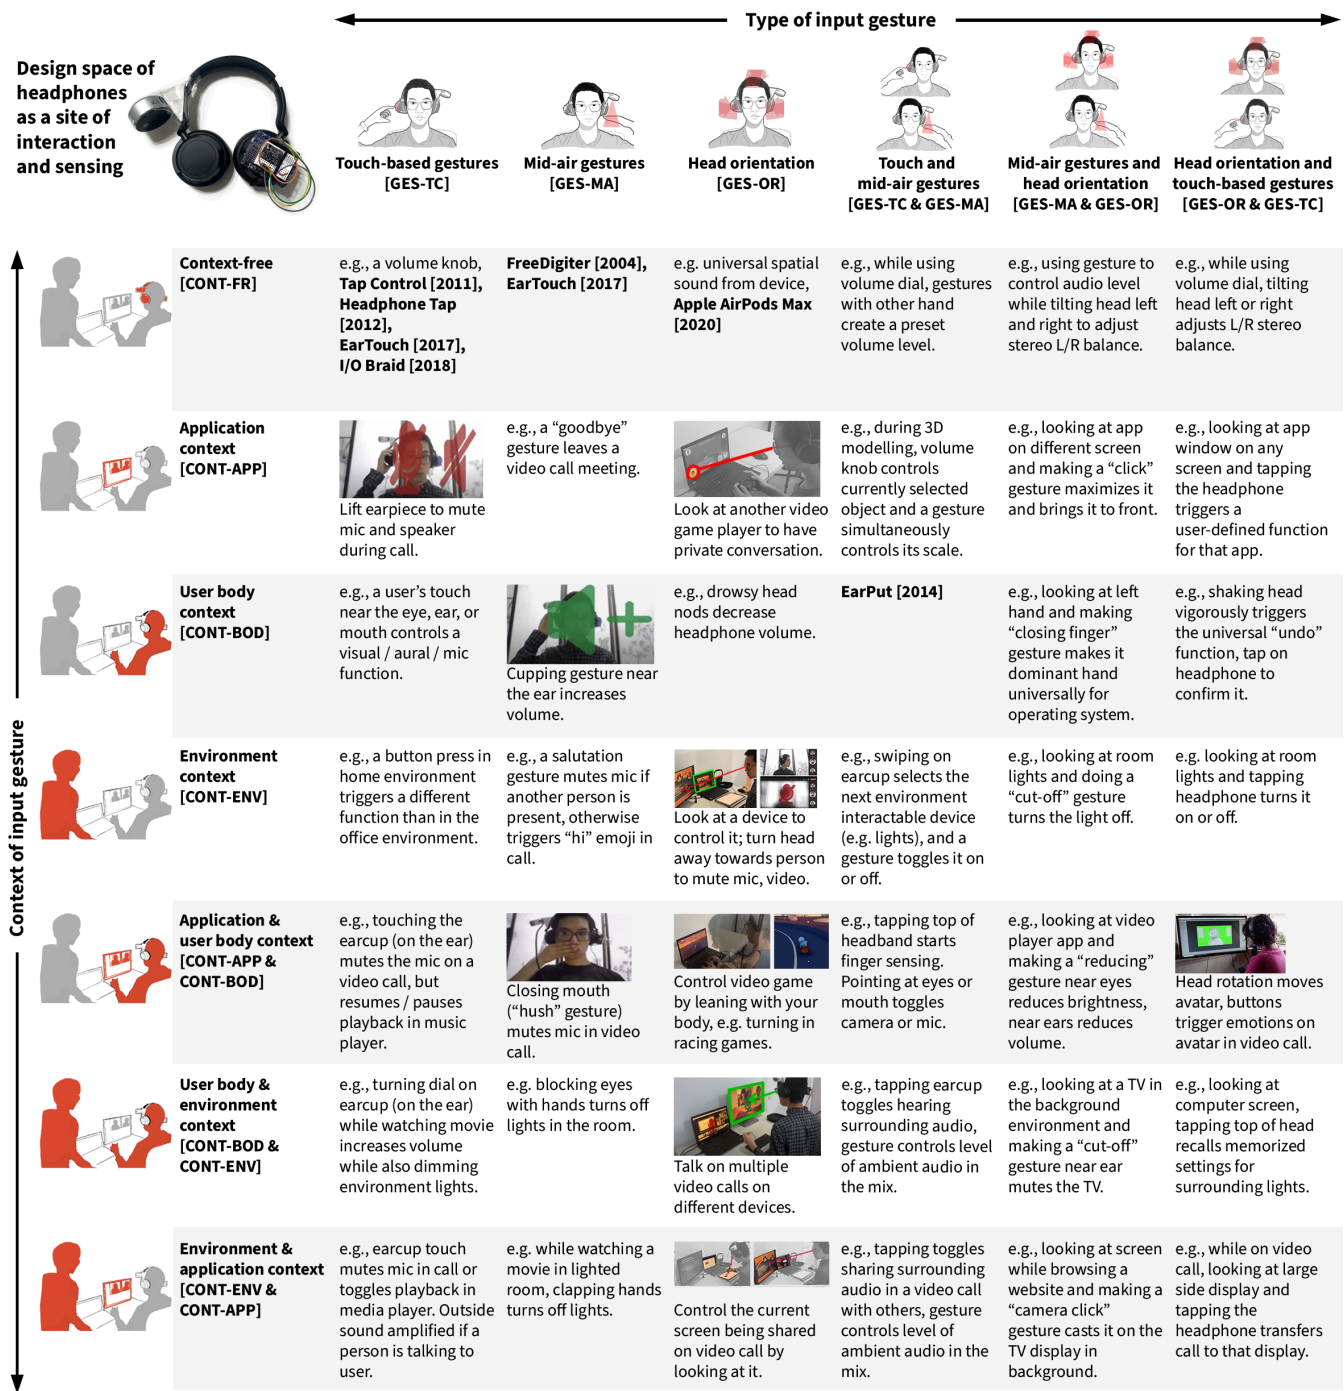 Type of input gesture
Design space of
headphones
as a site of
interaction
and sensing
Touch-based gestures
[GES-TC]
Mid-air gestures
[GES-MA]
Head orientation
[GES-OR]
Touch and
mid-air gestures
[GES-TC & GES-MA]
Mid-air gestures and
head orientation
[GES-MA & GES-OR]
Head orientation and
touch-based gestures
[GES-OR & GES-TC]
Context of input gesture
Context-free
[CONT-FR]
e.g., a volume knob,
Tap Control [2011],
Headphone Tap
[2012],
EarTouch [2017],
I/O Braid [2018]
FreeDigiter [2004],
EarTouch [2017]
e.g. universal spatial
sound from device,
Apple AirPods Max
[2020]
e.g., while using
volume dial, gestures
with other hand
create a preset
volume level.
e.g., using gesture to
control audio level
while tilting head left
and right to adjust
stereo L/R balance.
e.g., while using
volume dial, tilting
head left or right
adjusts L/R stereo
balance.
Application
context
[CONT-APP]
Lift earpiece to mute
mic and speaker
during call.
e.g., a “goodbye”
gesture leaves a
video call meeting.
Look at another video
game player to have
private conversation.
e.g., during 3D
modelling, volume
knob controls
currently selected
object and a gesture
simultaneously
controls its scale.
e.g., looking at app
on different screen
and making a “click”
gesture maximizes it
and brings it to front.
e.g., looking at app
window on any
screen and tapping
the headphone
triggers a
user-defined function
for that app.
User body
context
[CONT-BOD]
e.g., a user’s touch
near the eye, ear, or
mouth controls a
visual / aural / mic
function.
Cupping gesture near
the ear increases
volume.
e.g., drowsy head
nods decrease
headphone volume.
EarPut [2014]
e.g., looking at left
hand and making
“closing finger”
gesture makes it
dominant hand
universally for
operating system.
e.g., shaking head
vigorously triggers
the universal “undo”
function, tap on
headphone to
confirm it.
Environment
context
[CONT-ENV]
e.g., a button press in
home environment
triggers a different
function than in the
office environment.
e.g., a salutation
gesture mutes mic if
another person is
present, otherwise
triggers “hi” emoji in
call.
Look at a device to
control it; turn head
away towards person
to mute mic, video.
e.g., swiping on
earcup selects the
next environment
interactable device
(e.g. lights), and a
gesture toggles it on
or off.
e.g., looking at room
lights and doing a
“cut-off” gesture
turns the light off.
e.g. looking at room
lights and tapping
headphone turns it
on or off.
Application &
user body context
[CONT-APP &
CONT-BOD]
e.g., touching the
earcup (on the ear)
mutes the mic on a
video call, but
resumes / pauses
playback in music
player.
Closing mouth
(“hush” gesture)
mutes mic in video
call.
Control video game
by leaning with your
body, e.g. turning in
racing games.
e.g., tapping top of
headband starts
finger sensing.
Pointing at eyes or
mouth toggles
camera or mic.
e.g., looking at video
player app and
making a “reducing”
gesture near eyes
reduces brightness,
near ears reduces
volume.
Head rotation moves
avatar, buttons
trigger emotions on
avatar in video call.
User body &
environment
context
[CONT-BOD &
CONT-ENV]
e.g., turning dial on
earcup (on the ear)
while watching movie
increases volume
while also dimming
environment lights.
e.g. blocking eyes
with hands turns off
lights in the room.
Talk on multiple
video calls on
different devices.
e.g., tapping earcup
toggles hearing
surrounding audio,
gesture controls level
of ambient audio in
the mix.
e.g., looking at a TV in
the background
environment and
making a “cut-off”
gesture near ear
mutes the TV.
e.g., looking at
computer screen,
tapping top of head
recalls memorized
settings for
surrounding lights.
Environment &
application context
[CONT-ENV &
CONT-APP]
e.g., earcup touch
mutes mic in call or
toggles playback in
media player. Outside
sound amplified if a
person is talking to
user.
e.g. while watching a
movie in lighted
room, clapping hands
turns off lights.
Control the current
screen being shared
on video call by
looking at it.
e.g., tapping toggles
sharing surrounding
audio in a video call
with others, gesture
controls level of
ambient audio in the
mix.
e.g., looking at screen
while browsing a
website and making a
“camera click”
gesture casts it on the
TV display in
background.
e.g., while on video
call, looking at large
side display and
tapping the
headphone transfers
call to that display.